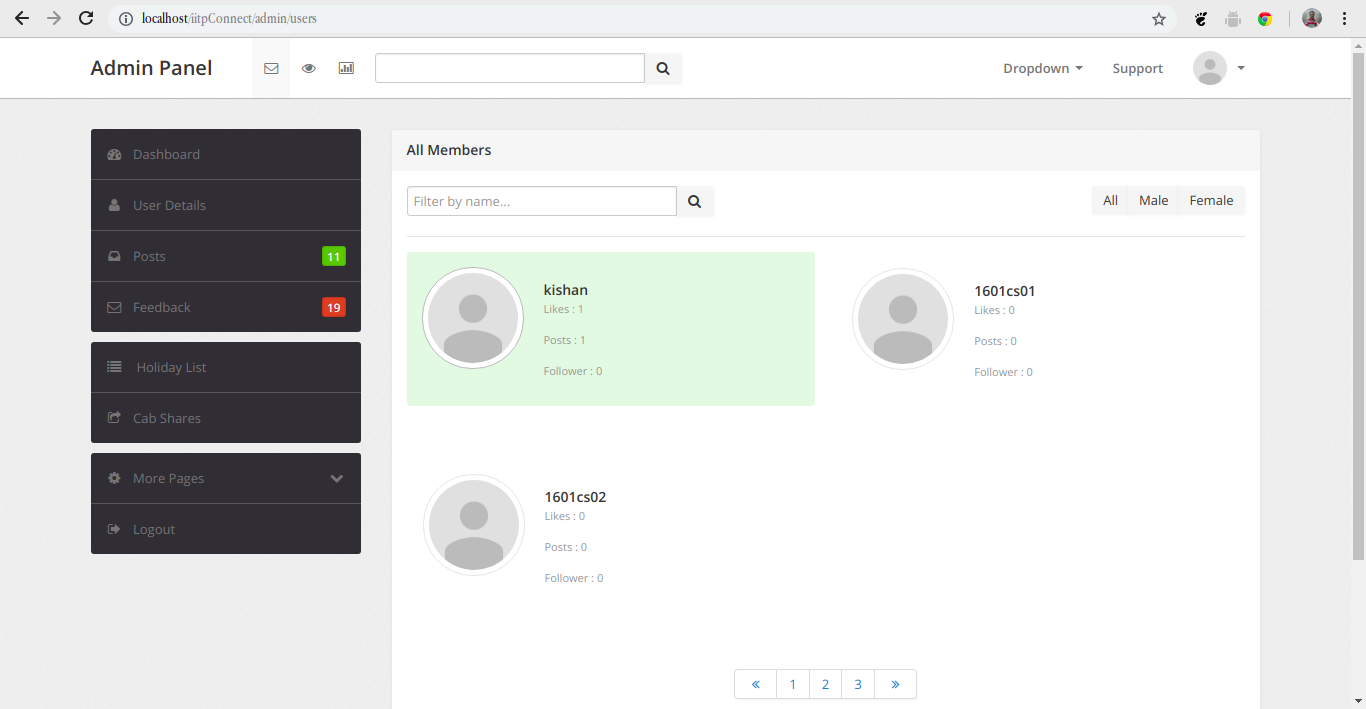 localhost/iitpConnect/admin/users
Admin Panel
Dropdown
Support
Dashboard
User Details
Posts 11
Feedback 19
Holiday List
Cab Shares
More Pages
Logout
All Members
Filter by name...
All Male Female
kishan
Likes : 1
Posts : 1
Follower : 0
1601cs01
Likes : 0
Posts : 0
Follower : 0
1601cs02
Likes : 0
Posts : 0
Follower : 0
« 1 2 3 »